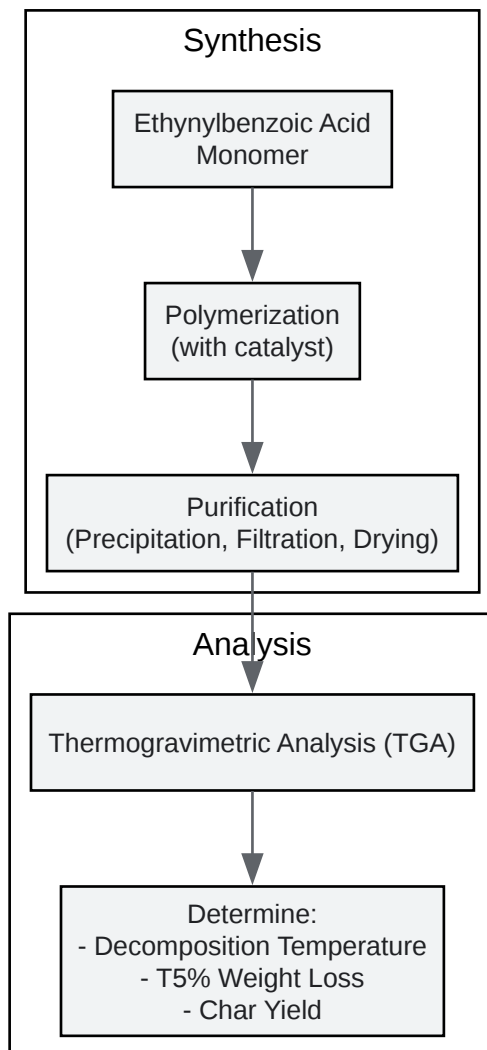 Synthesis
Ethynylbenzoic Acid
Monomer
Polymerization
(with catalyst)
Purification
(Precipitation, Filtration, Drying)
Analysis
Thermogravimetric Analysis (TGA)
Determine:
- Decomposition Temperature
- T5% Weight Loss
- Char Yield